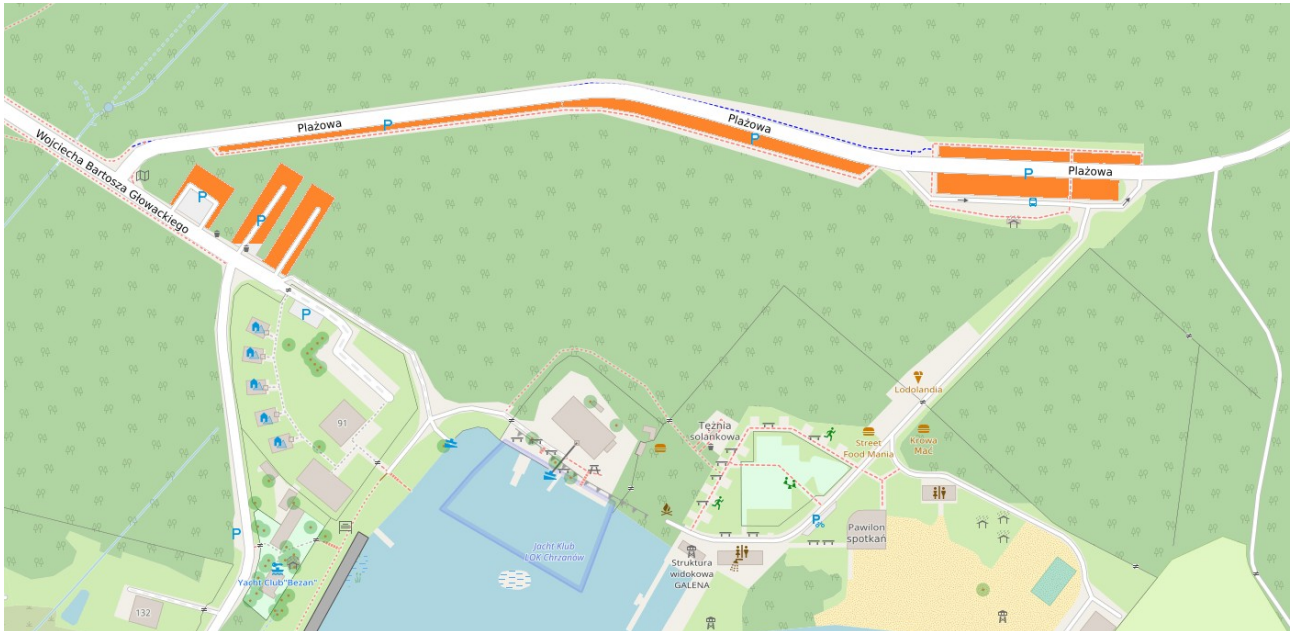 Plażowa
Plażowa
Plażowa
Wojciecha Bartosza Głowackiego
P
P
P
P
P
P
P
P
Lodolandia
Tężnia
solankowa
Street
Food Mania
Krowa
Mać
91
Pawilon
spotkań
Jacht Klub
LOK Chrzanów
Struktura
widokowa
GALENA
Yacht Club"Bezan"
132